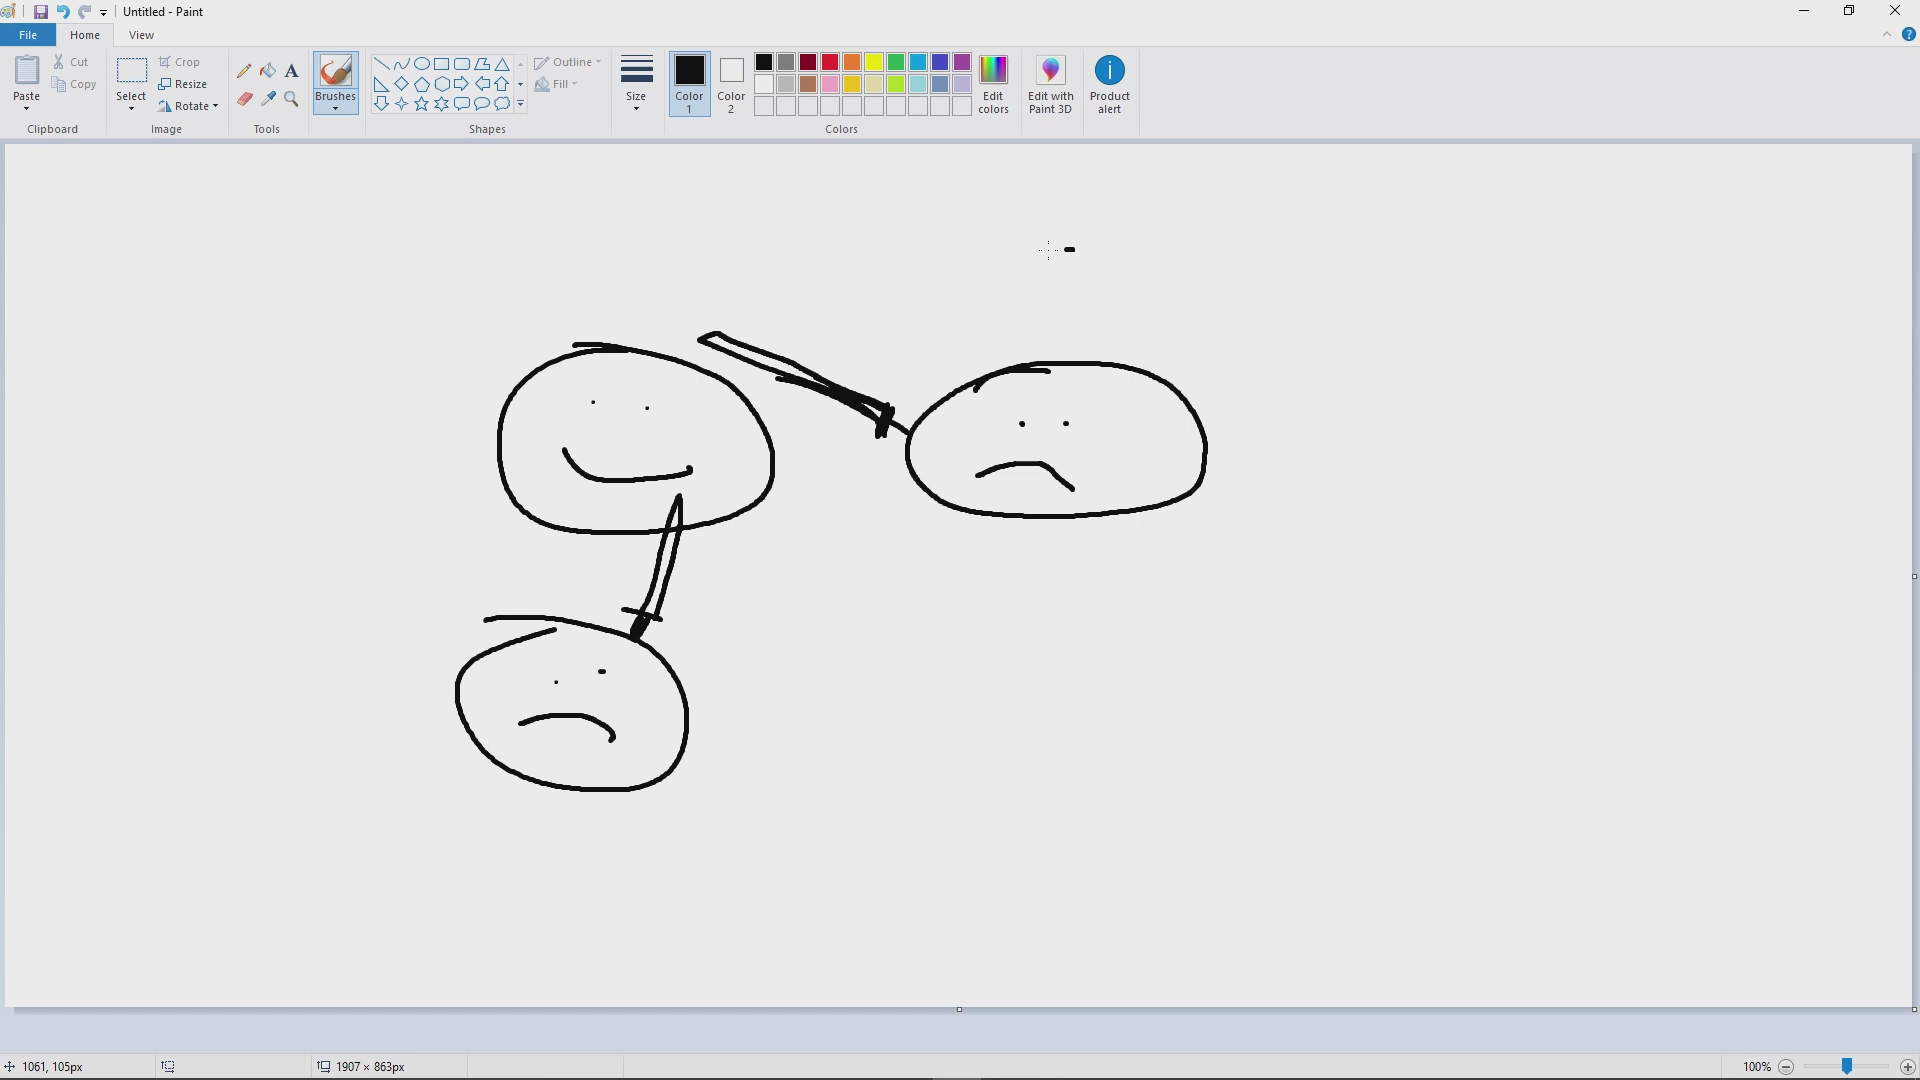 Untitled - Paint
File Home View
Paste Cut Copy
Select Crop Resize Rotate
A
Brushes
Outline Fill
Size
Color 1 Color 2
Edit colors
Edit with Paint 3D
Product alert
Clipboard Image Tools Shapes Colors
1061, 105px 1907 × 863px 100%